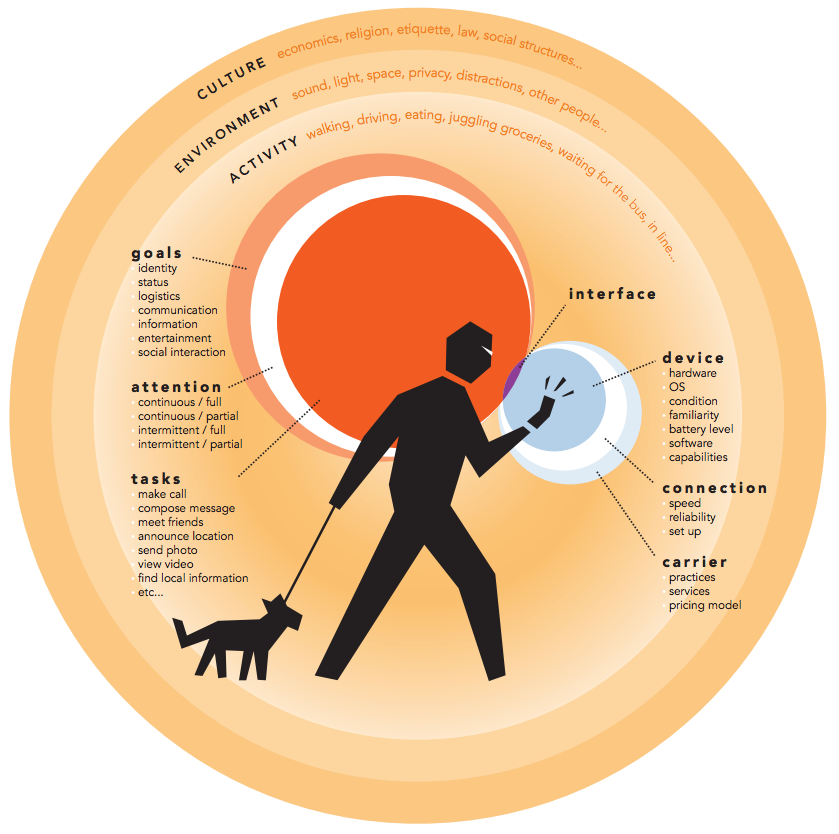 CULTURE economics, religion, etiquette, law, social structures...
ENVIRONMENT sound, light, space, privacy, distractions, other people...
ACTIVITY walking, driving, eating, juggling groceries, waiting for the bus, in line...
goals
identity
status
logistics
communication
information
entertainment
social interaction
attention
continuous / full
continuous / partial
intermittent / full
intermittent / partial
tasks
make call
compose message
meet friends
announce location
send photo
view video
find local information
etc...
interface
device
hardware
OS
condition
familiarity
battery level
software
capabilities
connection
speed
reliability
set up
carrier
practices
services
pricing model